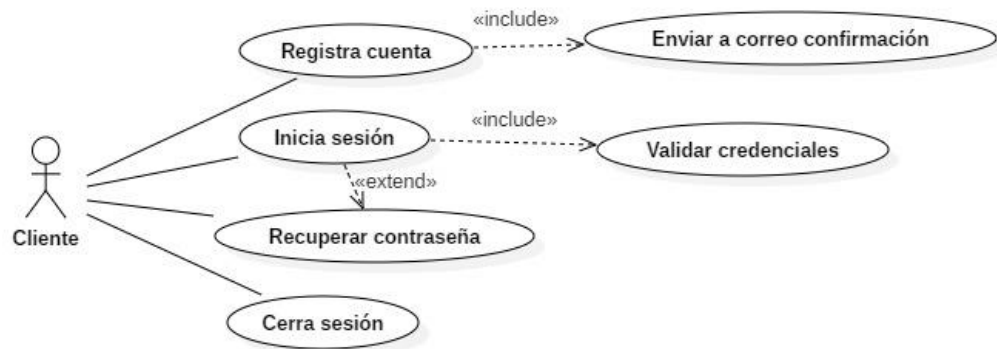 «include»
Registra cuenta
Enviar a correo confirmación
Inicia sesión
«include»
Validar credenciales
«extend»
Recuperar contraseña
Cliente
Cerra sesión